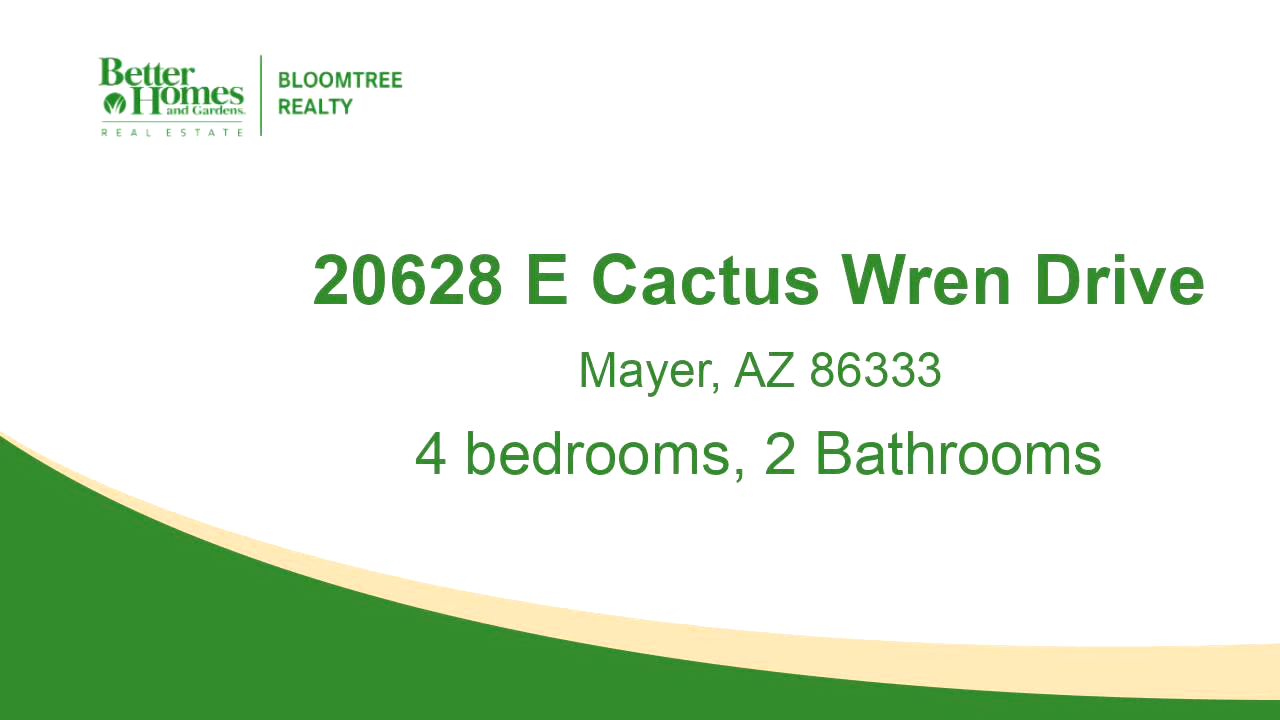 Better
Homes
and Gardens.
REAL ESTATE
BLOOMTREE
REALTY
20628 E Cactus Wren Drive
Mayer, AZ 86333
4 bedrooms, 2 Bathrooms